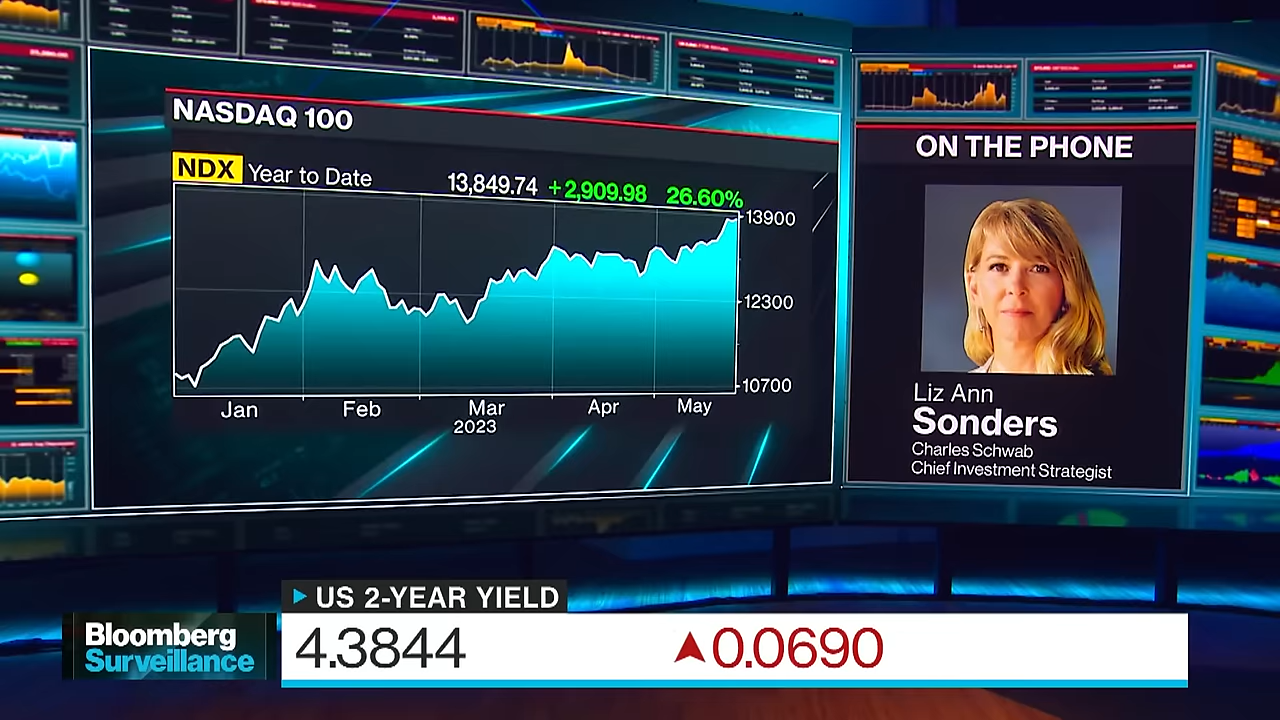 NASDAQ 100
NDX Year to Date 13,849.74 +2,909.98 26.60%
13900
12300
10700
Jan Feb Mar Apr May
2023
ON THE PHONE
Liz Ann
Sonders
Charles Schwab
Chief Investment Strategist
US 2-YEAR YIELD
4.3844 0.0690
Bloomberg
Surveillance